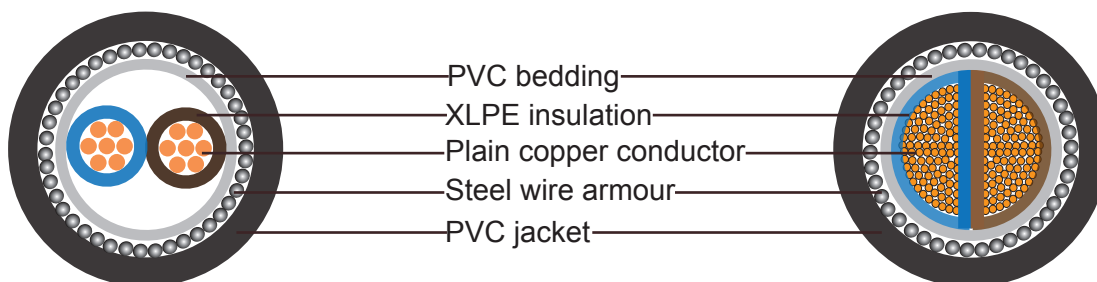 PVC bedding
XLPE insulation
Plain copper conductor
Steel wire armour
PVC jacket